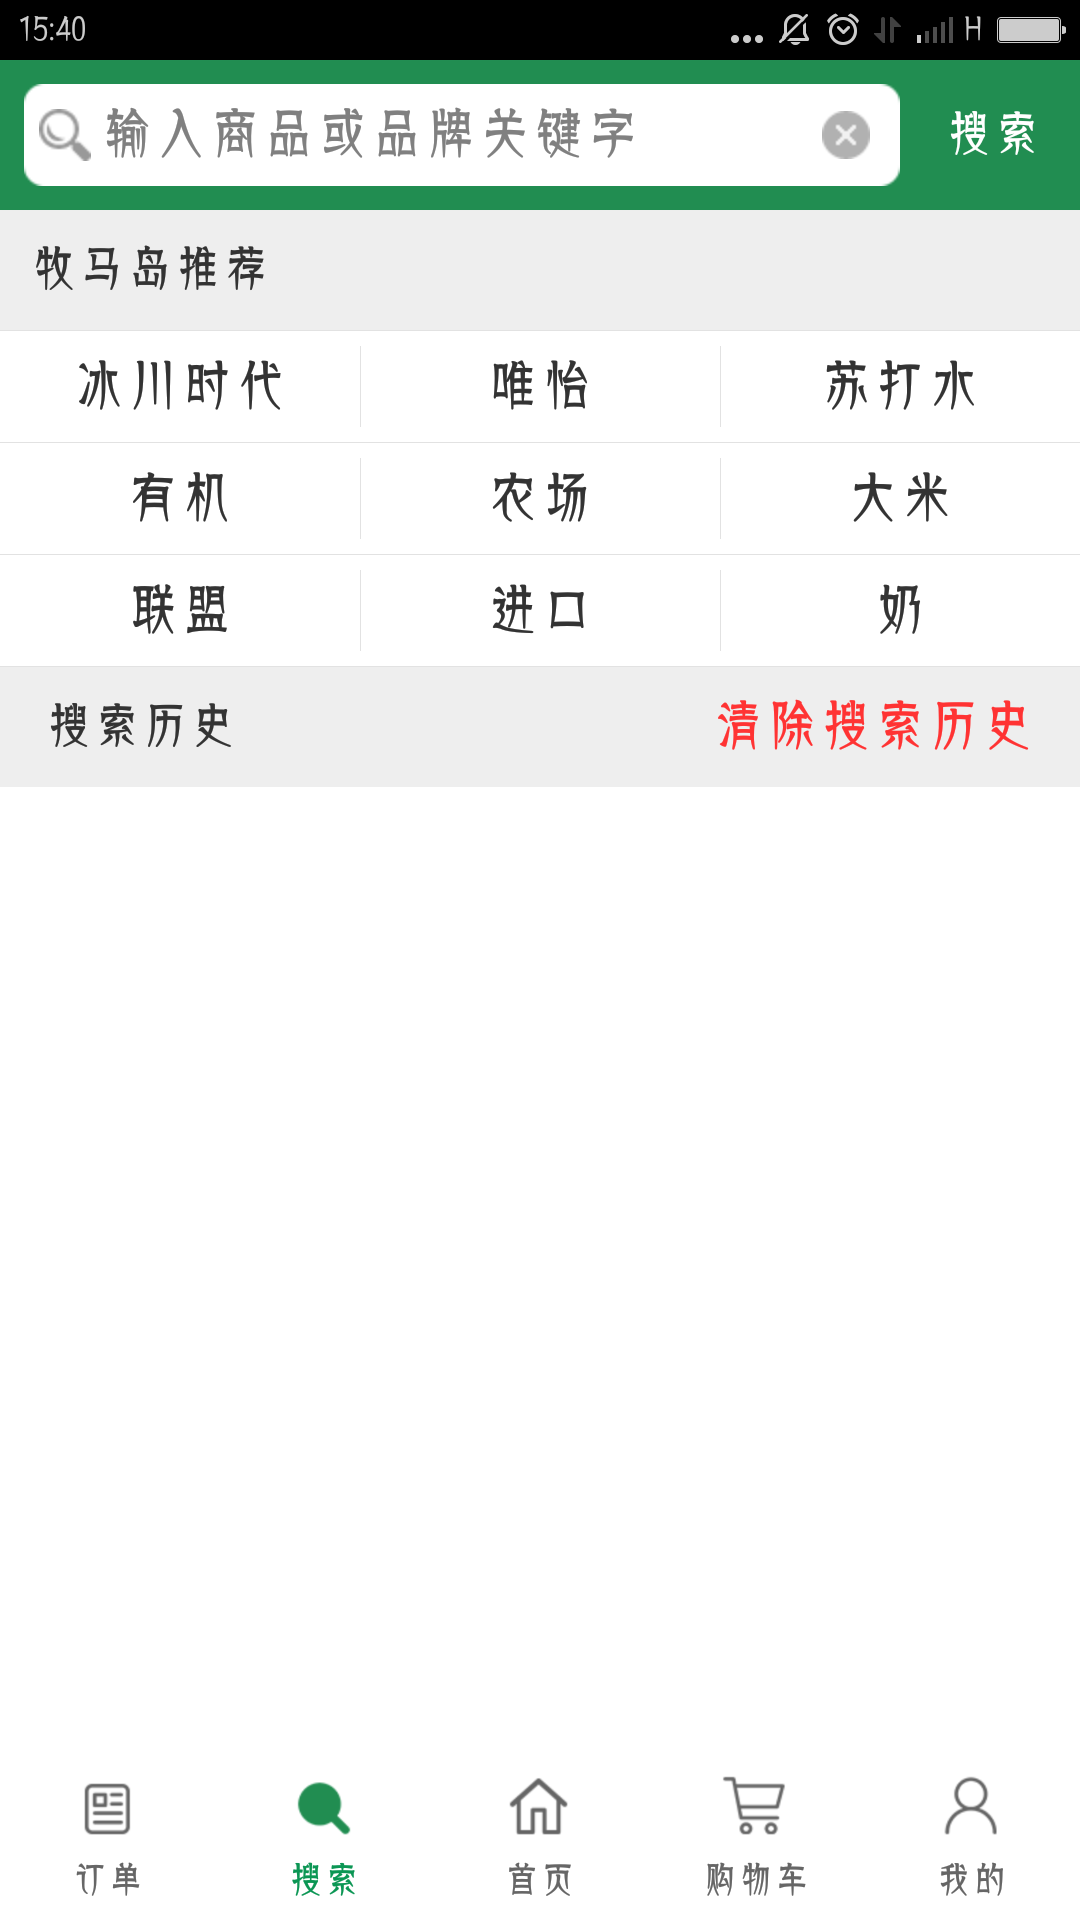 15:40 H
输入商品或品牌关键字 搜索
牧马岛推荐
冰川时代 唯怡 苏打水
有机 农场 大米
联盟 进口 奶
搜索历史 清除搜索历史
订单 搜索 首页 购物车 我的